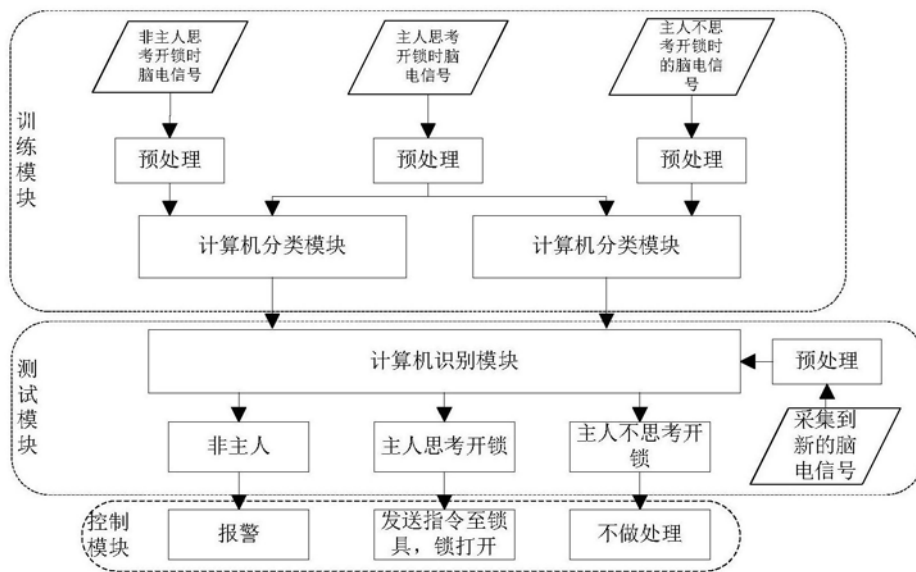 非主人思
考开锁时
脑电信号
主人思考
开锁时脑
电信号
主人不思
考开锁时
的脑电信
号
训
练
模
块
预处理
预处理
预处理
计算机分类模块
计算机分类模块
测
试
模
块
计算机识别模块
预处理
非主人
主人思考开锁
主人不思考开
锁
采集到
新的脑
电信号
控制
模块
报警
发送指令至锁
具，锁打开
不做处理